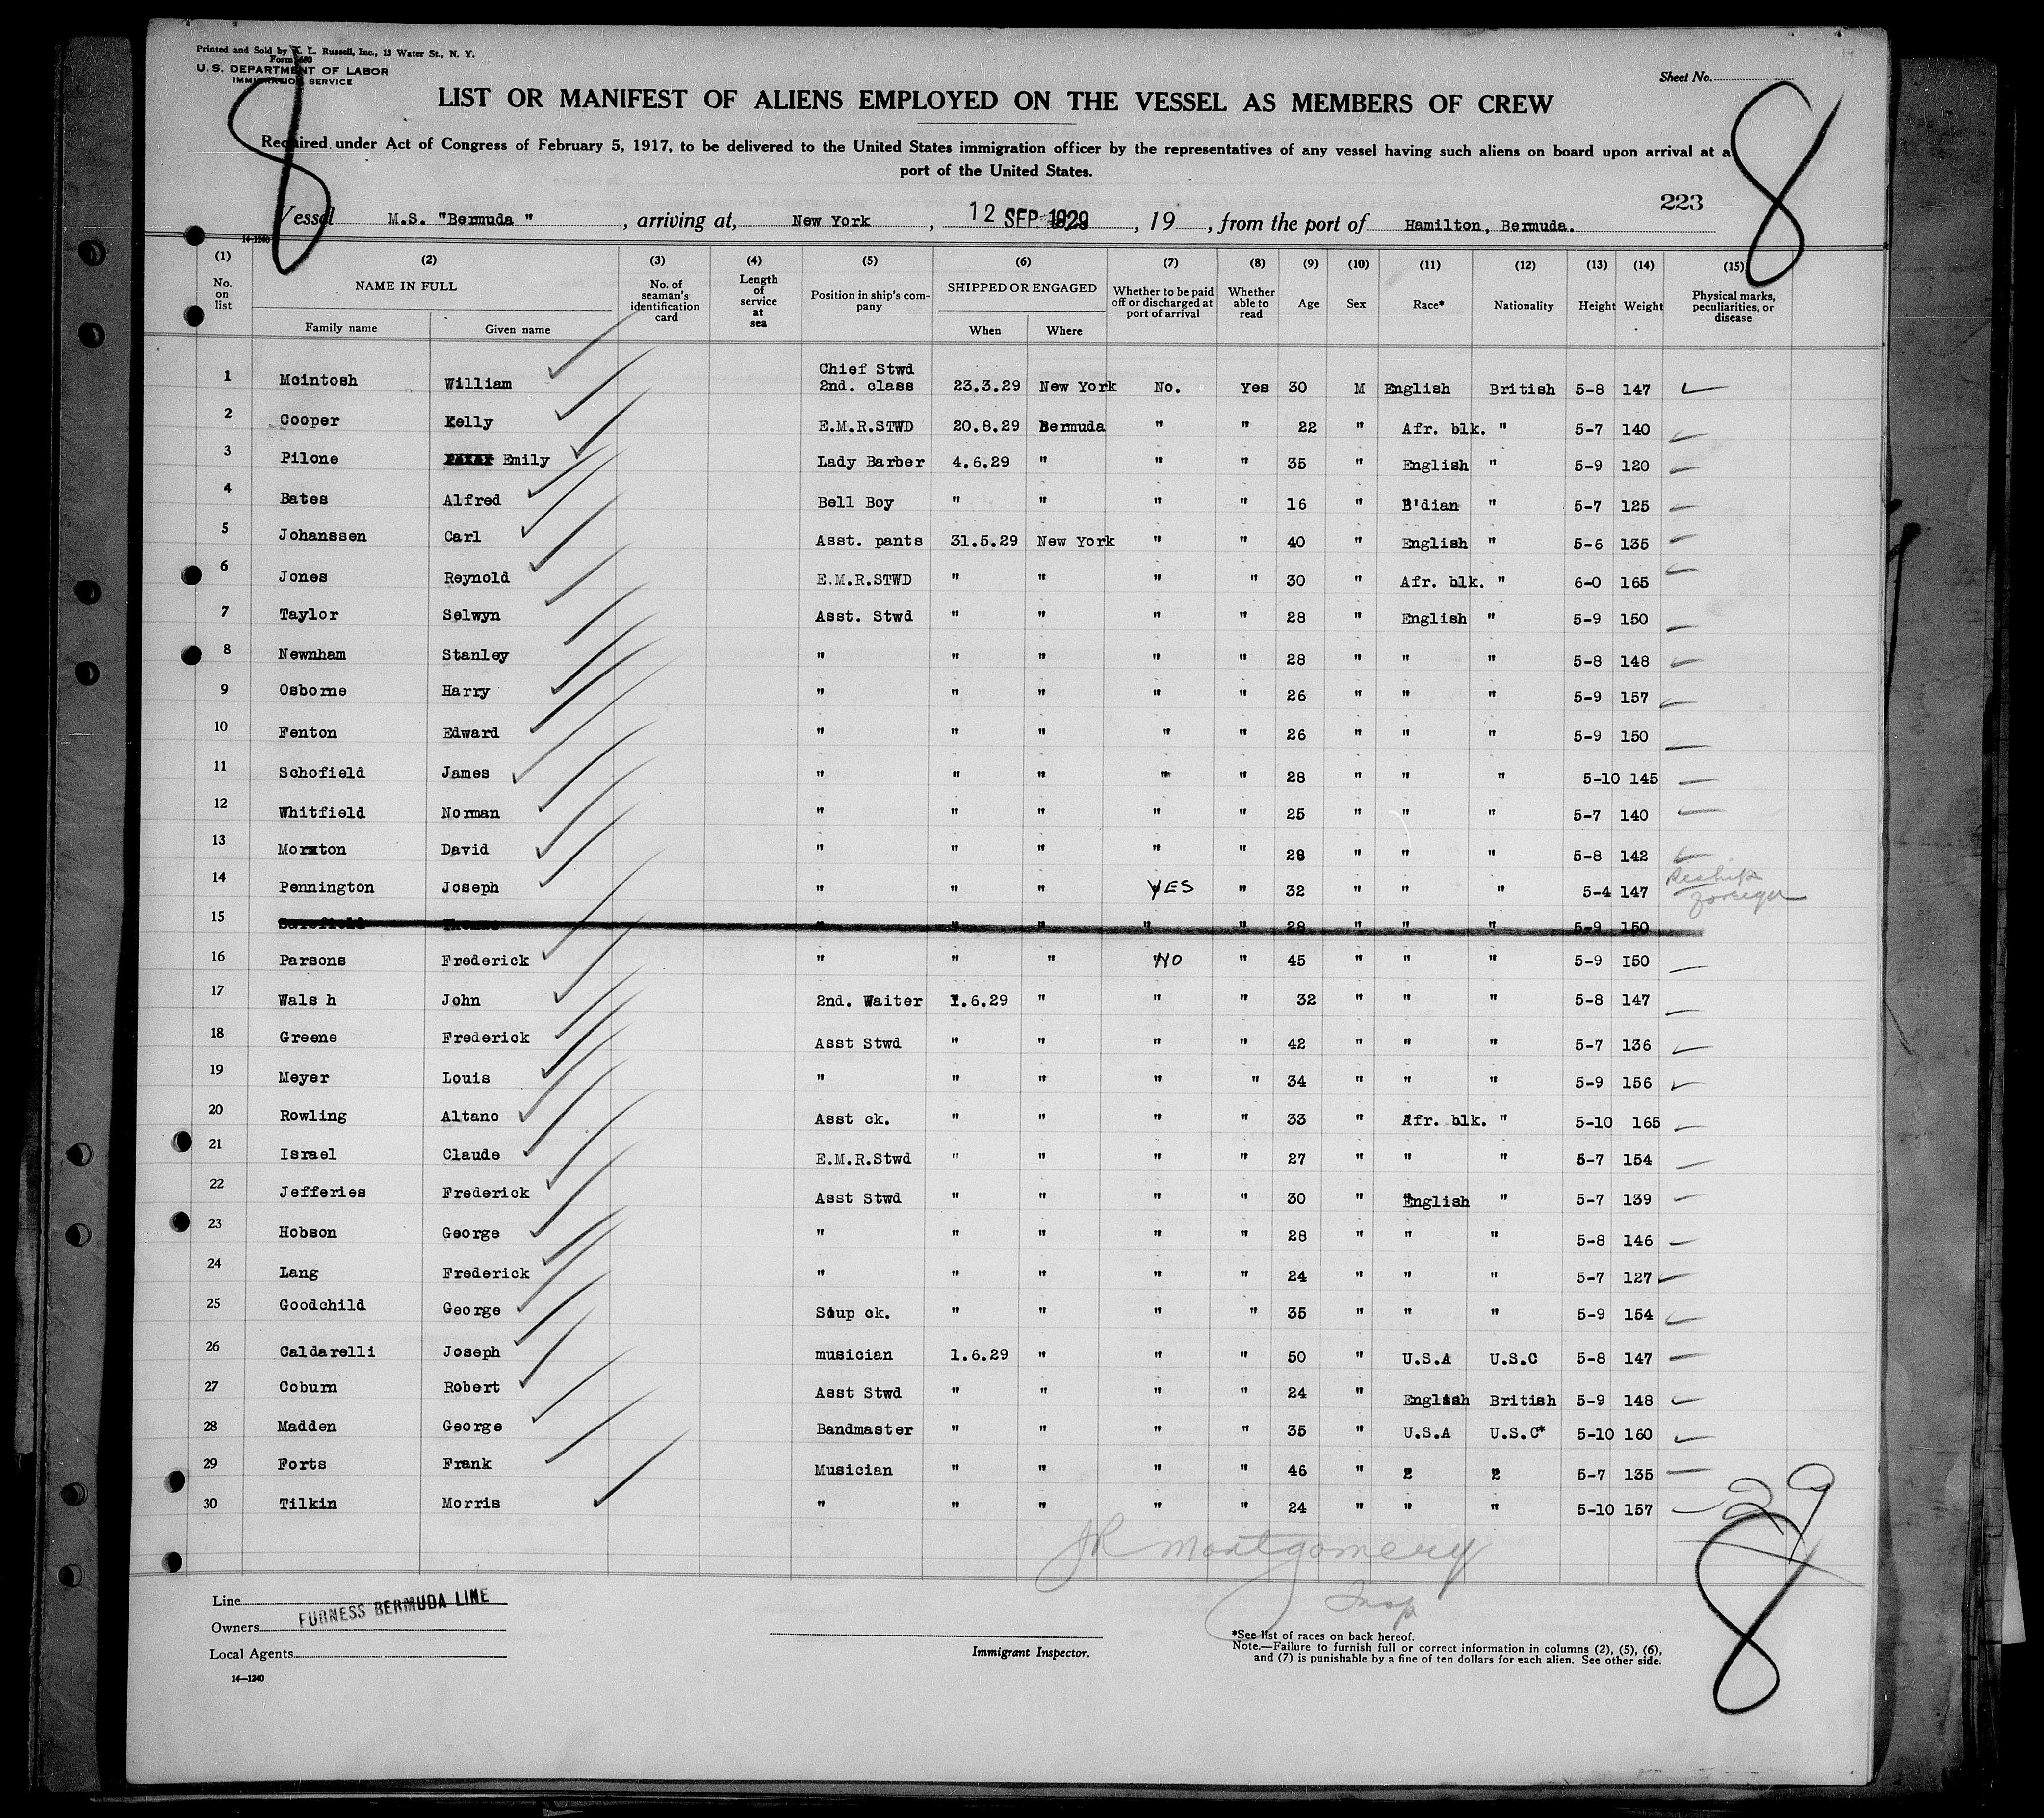 Printed and Sold by L. Russell, Inc., 13 Water St., N. Y.
Form 680
U. S. DEPARTMENT OF LABOR
IMMIGRATION SERVICE
Sheet No.
LIST OR MANIFEST OF ALIENS EMPLOYED ON THE VESSEL AS MEMBERS OF CREW
Required under Act of Congress of February 5, 1917, to be delivered to the United States immigration officer by the representatives of any vessel having such aliens on board upon arrival at a
port of the United States.
8 8
223
Vessel M.S. "Bermuda " , arriving at, New York , 12 SEP. 1929 , 19 , from the port of Hamilton, Bermuda.
14-1240
(1) (2) (3) (4) (5) (6) (7) (8) (9) (10) (11) (12) (13) (14) (15)
No. on list NAME IN FULL Family name Given name No. of seaman's identification card Length of service at sea Position in ship's company SHIPPED OR ENGAGED When Where Whether to be paid off or discharged at port of arrival Whether able to read Age Sex Race* Nationality Height Weight Physical marks, peculiarities, or disease
1 Mcintosh William Chief Stwd 2nd. class 23.3.29 New York No. Yes 30 M English British 5-8 147
2 Cooper Kelly E.M.R.STWD 20.8.29 Bermuda " " 22 " Afr. blk. " 5-7 140
3 Pilone Emily Lady Barber 4.6.29 " " " 35 " English " 5-9 120
4 Bates Alfred Bell Boy " " " " 16 " B'dian " 5-7 125
5 Johanssen Carl Asst. pants 31.5.29 New York " " 40 " English " 5-6 135
6 Jones Reynold E.M.R.STWD " " " " 30 " Afr. blk. " 6-0 165
7 Taylor Selwyn Asst. Stwd " " " " 28 " English " 5-9 150
8 Newnham Stanley " " " " " 28 " " " 5-8 148
9 Osborne Harry " " " " " 26 " " " 5-9 157
10 Fenton Edward " " " " " 26 " " " 5-9 150
11 Schofield James " " " " " 28 " " " 5-10 145
12 Whitfield Norman " " " " " 25 " " " 5-7 140
13 Morxton David " " " " " 28 " " " 5-8 142
14 Pennington Joseph " " " YES " 32 " " " 5-4 147 Reship foreign
15 " " " " " 28 " " " 5-9 150
16 Parsons Frederick " " " NO " 45 " " " 5-9 I50
17 Wals h John 2nd. Waiter 1.6.29 " " " 32 " " " 5-8 147
18 Greene Frederick Asst Stwd " " " " 42 " " " 5-7 136
19 Meyer Louis " " " " " 34 " " " 5-9 156
20 Rowling Altano Asst ck. " " " " 33 " Afr. blk. " 5-10 165
21 Israel Claude E.M.R.Stwd " " " " 27 " " " 5-7 154
22 Jefferies Frederick Asst Stwd " " " " 30 " English " 5-7 139
23 Hobson George " " " " " 28 " " " 5-8 146
24 Lang Frederick " " " " " 24 " " " 5-7 127
25 Goodchild George Soup ck. " " " " 35 " " " 5-9 154
26 Caldarelli Joseph musician 1.6.29 " " " 50 " U.S.A U.S.C 5-8 147
27 Coburn Robert Asst Stwd " " " " 24 " English British 5-9 148
28 Madden George Bandmaster " " " " 35 " U.S.A U.S.C* 5-10 160
29 Forts Frank Musician " " " " 46 " 2 2 5-7 135
30 Tilkin Morris " " " " " 24 " " " 5-10 157
29
JR Montgomery
Insp
8
Line
FURNESS BERMUDA LINE
Owners
Local Agents
14—1240
Immigrant Inspector.
*See list of races on back hereof.
Note.—Failure to furnish full or correct information in columns (2), (5), (6),
and (7) is punishable by a fine of ten dollars for each alien. See other side.